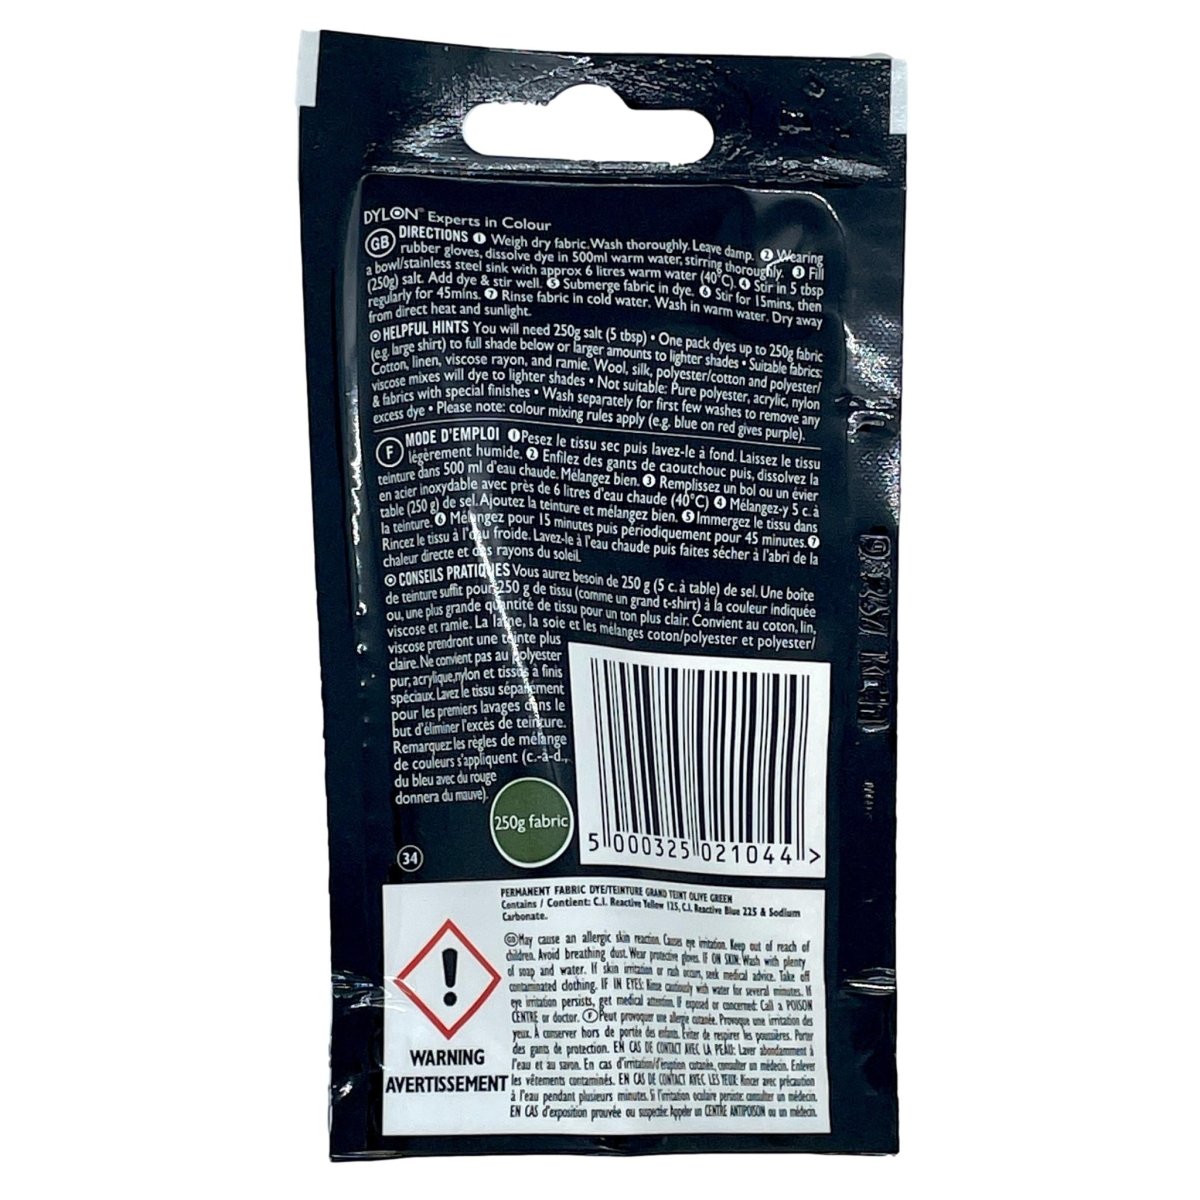 DYLON Experts in Colour
GB DIRECTIONS ❶ Weigh dry fabric. Wash thoroughly. Leave damp. ❷ Wearing
rubber gloves, dissolve dye in 500ml warm water, stirring thoroughly. ❸ Fill
a bowl/stainless steel sink with approx 6 litres warm water (40°C). ❹ Stir in 5 tbsp
(250g) salt. Add dye & stir well. ❺ Submerge fabric in dye. ❻ Stir for 15mins, then
regularly for 45mins. ❼ Rinse fabric in cold water. Wash in warm water. Dry away
from direct heat and sunlight.
HELPFUL HINTS You will need 250g salt (5 tbsp) • One pack dyes up to 250g fabric
(e.g. large shirt) to full shade below or larger amounts to lighter shades • Suitable fabrics:
Cotton, linen, viscose rayon, and ramie. Wool, silk, polyester/cotton and polyester/
viscose mixes will dye to lighter shades • Not suitable: Pure polyester, acrylic, nylon
& fabrics with special finishes • Wash separately for first few washes to remove any
excess dye • Please note: colour mixing rules apply (e.g. blue on red gives purple).
F MODE D'EMPLOI ❶Pesez le tissu sec puis lavez-le à fond. Laissez le tissu
légèrement humide. ❷ Enfilez des gants de caoutchouc puis, dissolvez la
teinture dans 500 ml d'eau chaude. Mélangez bien. ❸ Remplissez un bol ou un évier
en acier inoxydable avec près de 6 litres d'eau chaude (40°C) ❹ Mélangez-y 5 c. à
table (250 g) de sel. Ajoutez la teinture et mélangez bien. ❺ Immergez le tissu dans
la teinture. ❻ Mélangez pour 15 minutes puis périodiquement pour 45 minutes.❼
Rincez le tissu à l'eau froide. Lavez-le à l'eau chaude puis faites sécher à l'abri de la
chaleur directe et des rayons du soleil.
CONSEILS PRATIQUES Vous aurez besoin de 250 g (5 c. à table) de sel. Une boîte
de teinture suffit pour 250 g de tissu (comme un grand t-shirt) à la couleur indiquée
ou, une plus grande quantité de tissu pour un ton plus clair. Convient au coton, lin,
viscose et ramie. La laine, la soie et les mélanges coton/polyester et polyester/
viscose prendront une teinte plus
claire. Ne convient pas au polyester
pur, acrylique, nylon et tissus à finis
spéciaux. Lavez le tissu séparément
pour les premiers lavages dans le
but d'éliminer l'excès de teinture.
Remarquez: les règles de mélange
de couleurs s'appliquent (c.-à-d.,
du bleu avec du rouge
donnera du mauve).
250g fabric
5 000325 021044 >
34
PERMANENT FABRIC DYE/TEINTURE GRAND TEINT OLIVE GREEN
Contains / Contient: C.I. Reactive Yellow 125, C.I. Reactive Blue 225 & Sodium
Carbonate.
GB May cause an allergic skin reaction. Causes eye irritation. Keep out of reach of
children. Avoid breathing dust. Wear protective gloves. IF ON SKIN: Wash with plenty
of soap and water. If skin irritation or rash occurs, seek medical advice. Take off
contaminated clothing. IF IN EYES: Rinse cautiously with water for several minutes. If
eye irritation persists, get medical attention. If exposed or concerned: Call a POISON
CENTRE or doctor. F Peut provoquer une allergie cutanée. Provoque une irritation des
yeux. À conserver hors de portée des enfants. Éviter de respirer les poussières. Porter
des gants de protection. EN CAS DE CONTACT AVEC LA PEAU: Laver abondamment à
l'eau et au savon. En cas d'irritation/d'éruption cutanée, consulter un médecin. Enlever
les vêtements contaminés. EN CAS DE CONTACT AVEC LES YEUX: Rincer avec précaution
à l'eau pendant plusieurs minutes. Si l'irritation oculaire persiste: consulter un médecin.
EN CAS d'exposition prouvée ou suspectée: Appeler un CENTRE ANTIPOISON ou un médecin.
WARNING
AVERTISSEMENT